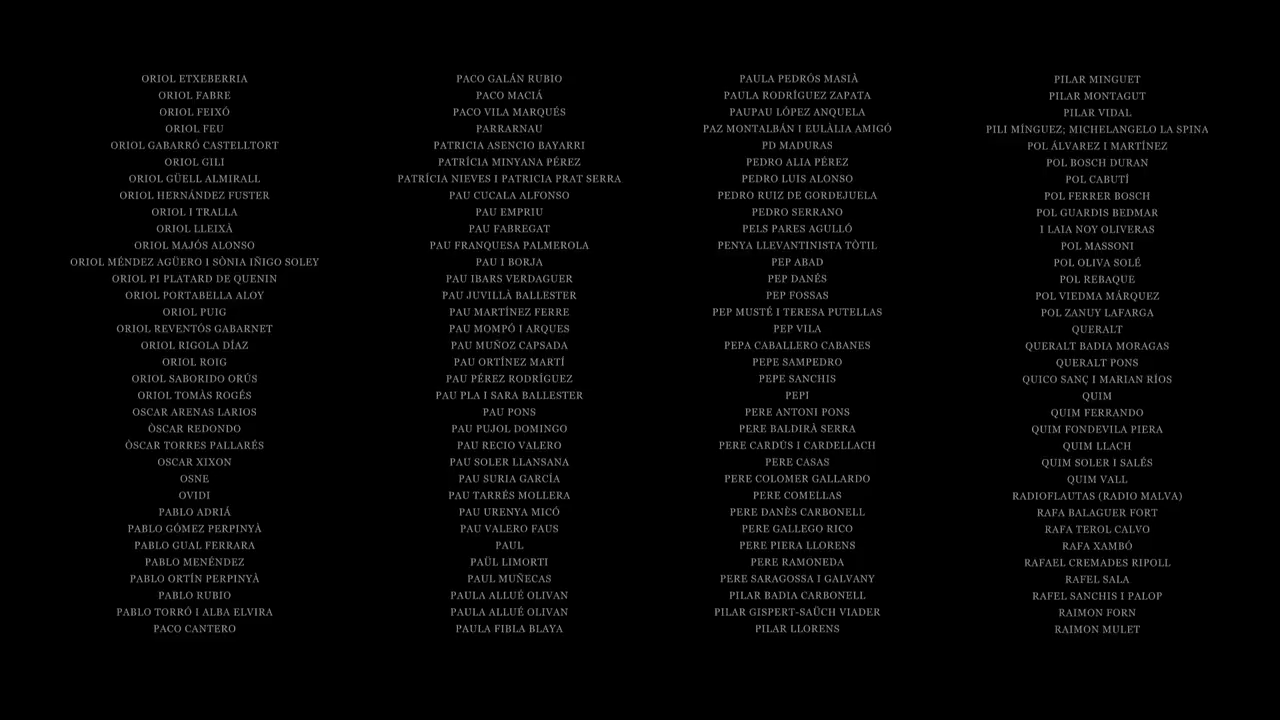 ORIOL ETXEBERRIA
ORIOL FABRE
ORIOL FEIXÓ
ORIOL FEU
ORIOL GABARRÓ CASTELLTORT
ORIOL GILI
ORIOL GÜELL ALMIRALL
ORIOL HERNÁNDEZ FUSTER
ORIOL I TRALLA
ORIOL LLEIXÀ
ORIOL MAJÓS ALONSO
ORIOL MÉNDEZ AGÜERO I SÒNIA IÑIGO SOLEY
ORIOL PI PLATARD DE QUENIN
ORIOL PORTABELLA ALOY
ORIOL PUIG
ORIOL REVENTÓS GABARNET
ORIOL RIGOLA DÍAZ
ORIOL ROIG
ORIOL SABORIDO ORÚS
ORIOL TOMÀS ROGÉS
OSCAR ARENAS LARIOS
ÒSCAR REDONDO
ÒSCAR TORRES PALLARÉS
OSCAR XIXON
OSNE
OVIDI
PABLO ADRIÁ
PABLO GÓMEZ PERPINYÀ
PABLO GUAL FERRARA
PABLO MENÉNDEZ
PABLO ORTÍN PERPINYÀ
PABLO RUBIO
PABLO TORRÓ I ALBA ELVIRA
PACO CANTERO
PACO GALÁN RUBIO
PACO MACIÁ
PACO VILA MARQUÉS
PARRARNAU
PATRICIA ASENCIO BAYARRI
PATRÍCIA MINYANA PÉREZ
PATRÍCIA NIEVES I PATRICIA PRAT SERRA
PAU CUCALA ALFONSO
PAU EMPRIU
PAU FABREGAT
PAU FRANQUESA PALMEROLA
PAU I BORJA
PAU IBARS VERDAGUER
PAU JUVILLÀ BALLESTER
PAU MARTÍNEZ FERRE
PAU MOMPÓ I ARQUES
PAU MUÑOZ CAPSADA
PAU ORTÍNEZ MARTÍ
PAU PÉREZ RODRÍGUEZ
PAU PLA I SARA BALLESTER
PAU PONS
PAU PUJOL DOMINGO
PAU RECIO VALERO
PAU SOLER LLANSANA
PAU SURIA GARCÍA
PAU TARRÉS MOLLERA
PAU URENYA MICÓ
PAU VALERO FAUS
PAUL
PAÜL LIMORTI
PAUL MUÑECAS
PAULA ALLUÉ OLIVAN
PAULA ALLUÉ OLIVAN
PAULA FIBLA BLAYA
PAULA PEDRÓS MASIÀ
PAULA RODRÍGUEZ ZAPATA
PAUPAU LÓPEZ ANQUELA
PAZ MONTALBÁN I EULÀLIA AMIGÓ
PD MADURAS
PEDRO ALIA PÉREZ
PEDRO LUIS ALONSO
PEDRO RUIZ DE GORDEJUELA
PEDRO SERRANO
PELS PARES AGULLÓ
PENYA LLEVANTINISTA TÒTIL
PEP ABAD
PEP DANÉS
PEP FOSSAS
PEP MUSTÉ I TERESA PUTELLAS
PEP VILA
PEPA CABALLERO CABANES
PEPE SAMPEDRO
PEPE SANCHIS
PEPI
PERE ANTONI PONS
PERE BALDIRÀ SERRA
PERE CARDÚS I CARDELLACH
PERE CASAS
PERE COLOMER GALLARDO
PERE COMELLAS
PERE DANÈS CARBONELL
PERE GALLEGO RICO
PERE PIERA LLORENS
PERE RAMONEDA
PERE SARAGOSSA I GALVANY
PILAR BADIA CARBONELL
PILAR GISPERT-SAÜCH VIADER
PILAR LLORENS
PILAR MINGUET
PILAR MONTAGUT
PILAR VIDAL
PILI MÍNGUEZ; MICHELANGELO LA SPINA
POL ÁLVAREZ I MARTÍNEZ
POL BOSCH DURAN
POL CABUTÍ
POL FERRER BOSCH
POL GUARDIS BEDMAR
I LAIA NOY OLIVERAS
POL MASSONI
POL OLIVA SOLÉ
POL REBAQUE
POL VIEDMA MÁRQUEZ
POL ZANUY LAFARGA
QUERALT
QUERALT BADIA MORAGAS
QUERALT PONS
QUICO SANÇ I MARIAN RÍOS
QUIM
QUIM FERRANDO
QUIM FONDEVILA PIERA
QUIM LLACH
QUIM SOLER I SALÉS
QUIM VALL
RADIOFLAUTAS (RADIO MALVA)
RAFA BALAGUER FORT
RAFA TEROL CALVO
RAFA XAMBÓ
RAFAEL CREMADES RIPOLL
RAFEL SALA
RAFEL SANCHIS I PALOP
RAIMON FORN
RAIMON MULET